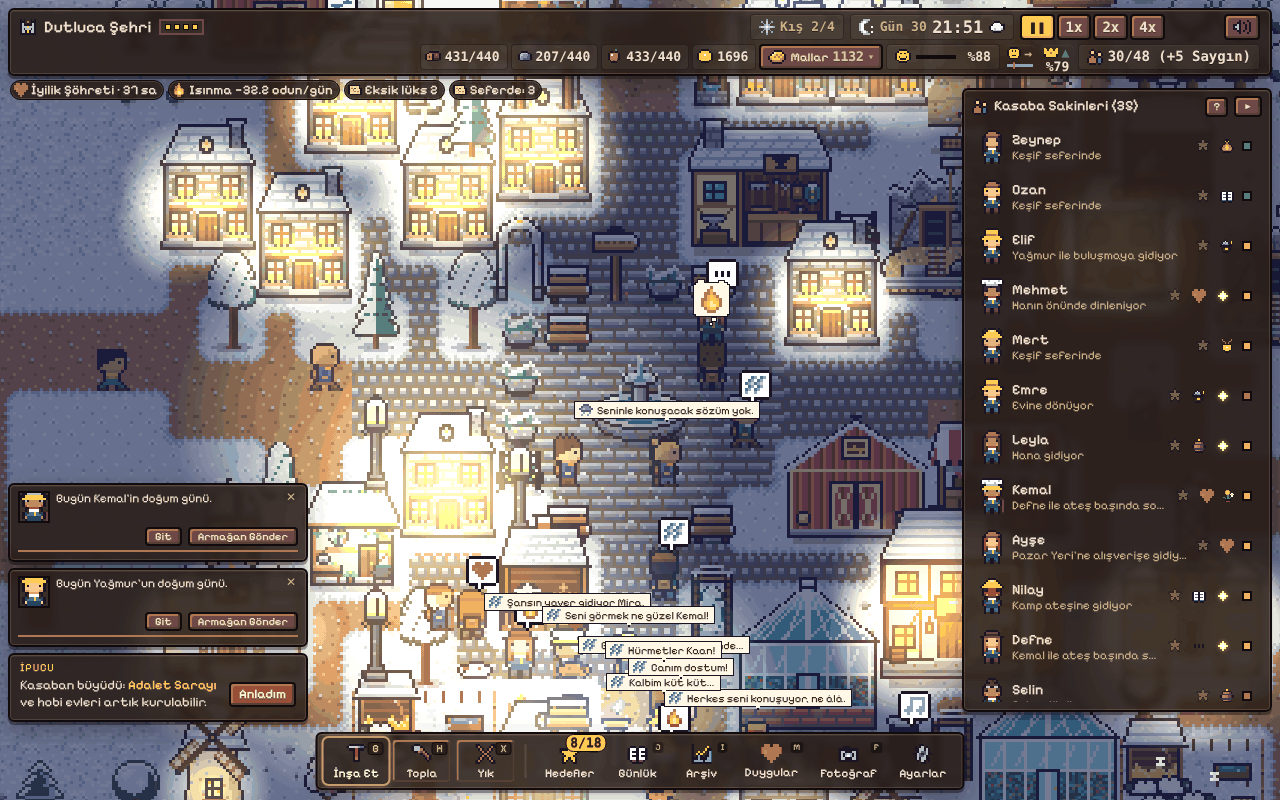 Dutluca Şehri
Kış 2/4
Gün 30 21:51
1x
2x
4x
431/440
207/440
433/440
1696
Mallar 1132
%88
%79
30/48 (+5 Saygın)
İyilik Şöhreti · 37 sa
Isınma -32.2 odun/gün
Eksik lüks 2
Seferde: 3
Kasaba Sakinleri (38)
?
Zeynep
Keşif seferinde
Ozan
Keşif seferinde
Elif
Yağmur ile buluşmaya gidiyor
Mehmet
Hanın önünde dinleniyor
Mert
Keşif seferinde
Emre
Evine dönüyor
Leyla
Hana gidiyor
Kemal
Defne ile ateş başında so...
Ayşe
Pazar Yeri'ne alışverişe gidiy...
Nilay
Kamp ateşine gidiyor
Defne
Kemal ile ateş başında s...
Selin
Seninle konuşacak sözüm yok.
Şansın yaver gidiyor Mira.
Seni görmek ne güzel Kemal!
Hürmetler Kaan!
de...
Canım dostum!
Kalbim küt küt...
Herkes seni konuşuyor, ne âlâ.
Bugün Kemal'in doğum günü.
Git
Armağan Gönder
Bugün Yağmur'un doğum günü.
Git
Armağan Gönder
İPUCU
Kasaban büyüdü: Adalet Sarayı
ve hobi evleri artık kurulabilir.
Anladım
G
İnşa Et
H
Topla
X
Yık
8/18
Hedefler
J
Günlük
I
Arşiv
M
Duygular
F
Fotoğraf
Ayarlar